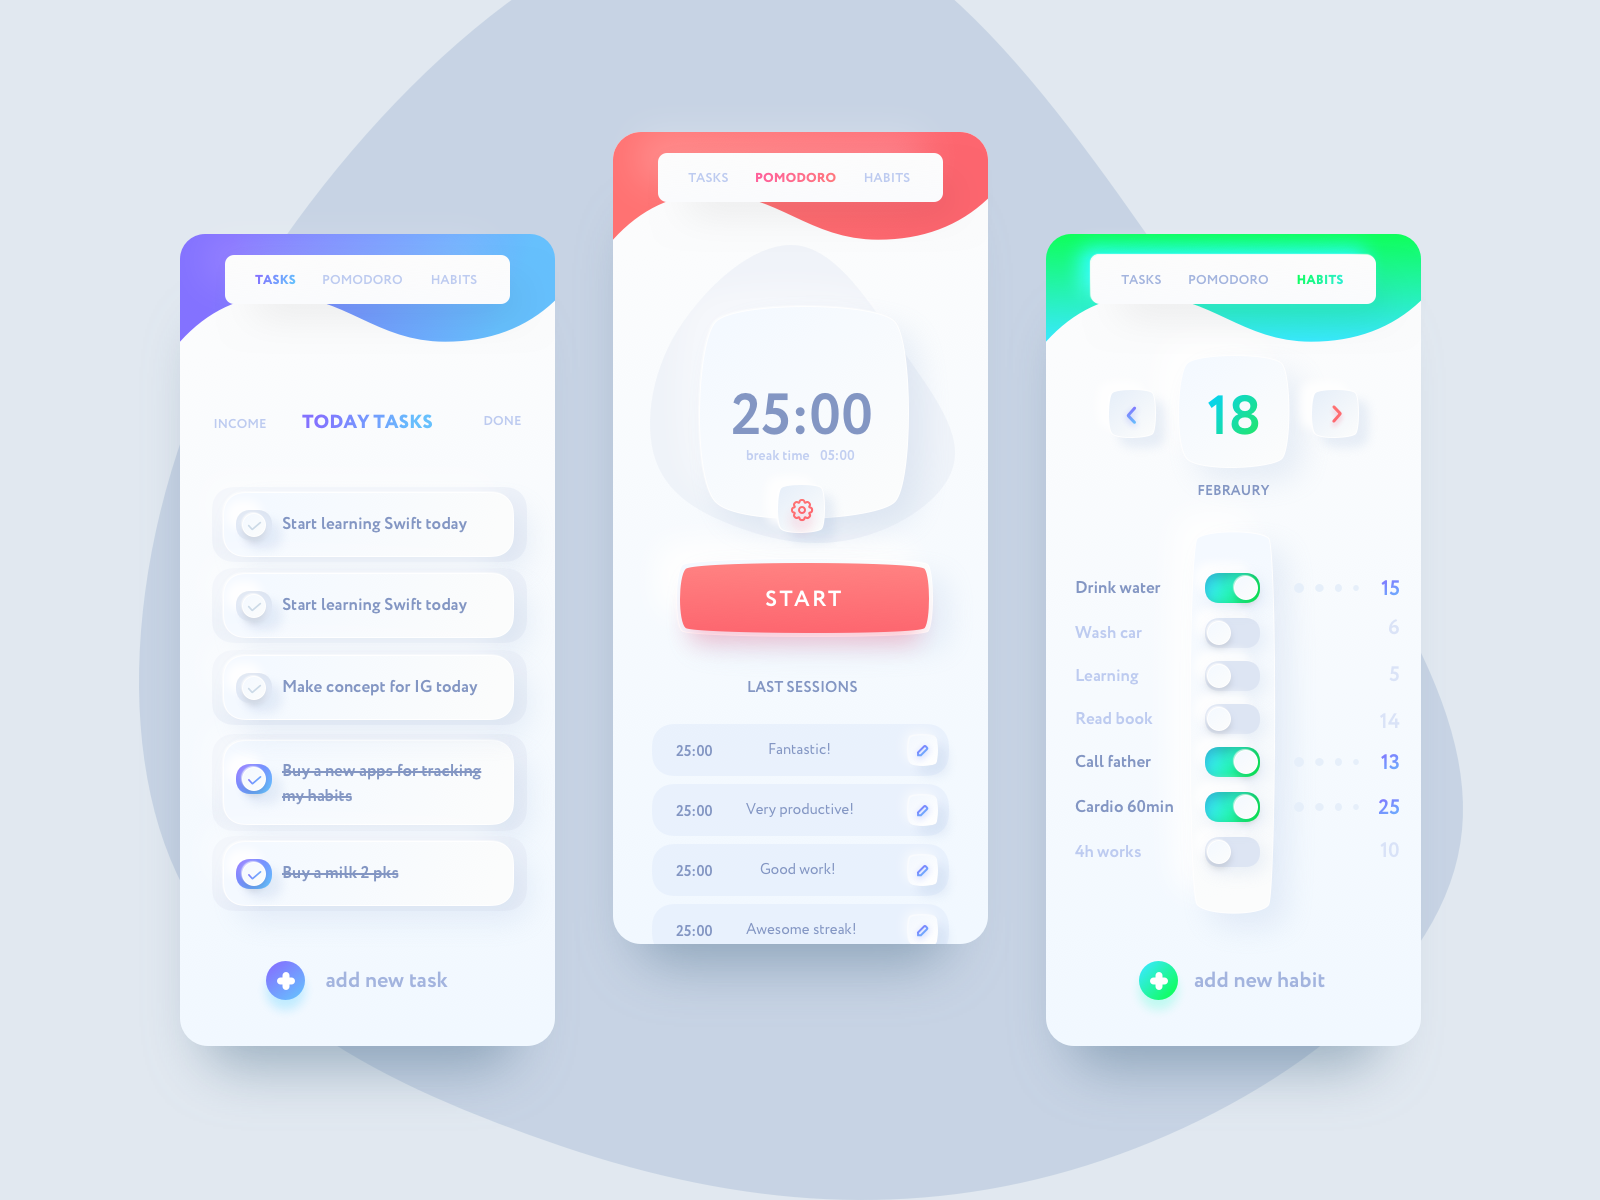 TASKS POMODORO HABITS
TODAY TASKS
INCOME DONE
Start learning Swift today
Start learning Swift today
Make concept for IG today
Buy a new apps for tracking
my habits
Buy a milk 2 pks
add new task
TASKS POMODORO HABITS
25:00
break time 05:00
START
LAST SESSIONS
25:00 Fantastic!
25:00 Very productive!
25:00 Good work!
25:00 Awesome streak!
TASKS POMODORO HABITS
18
FEBRAURY
Drink water 15
Wash car 6
Learning 5
Read book 14
Call father 13
Cardio 60min 25
4h works 10
add new habit